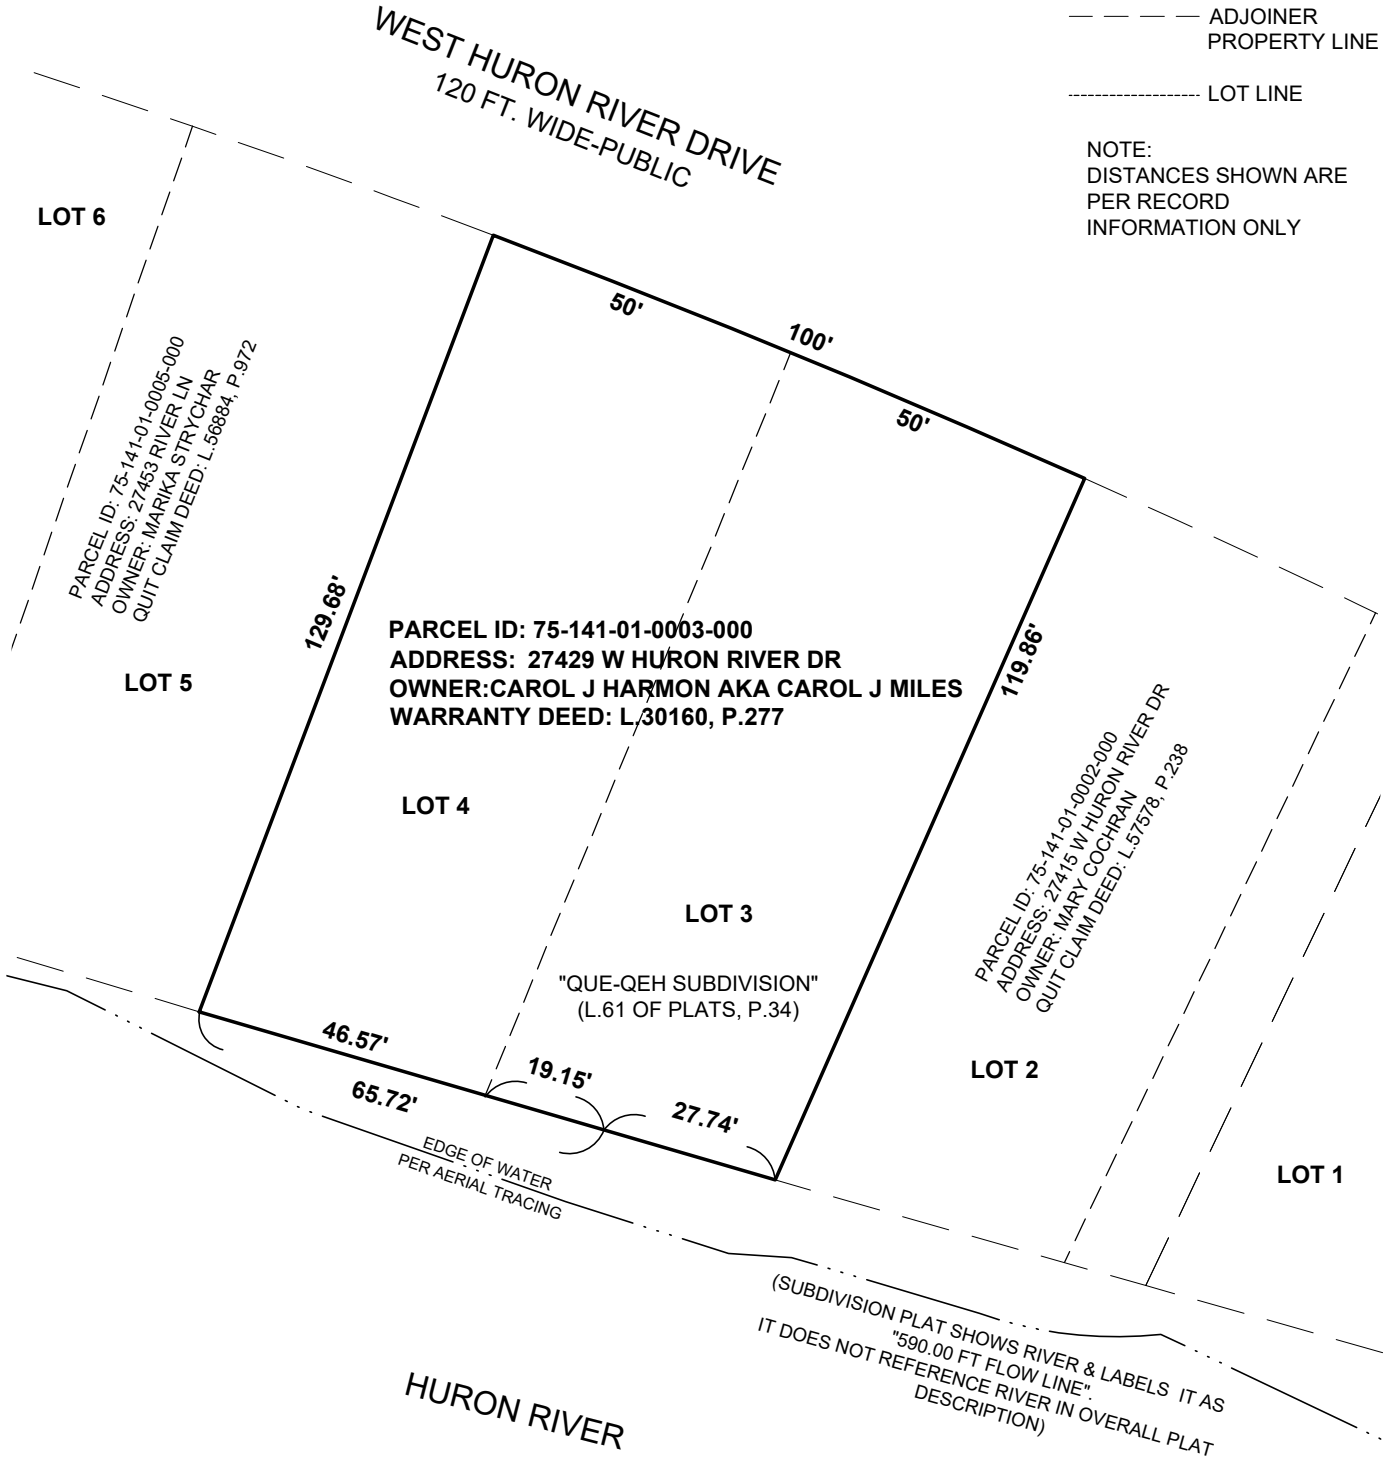 WEST HURON RIVER DRIVE
120 FT. WIDE-PUBLIC
ADJOINER
PROPERTY LINE
LOT LINE
NOTE:
DISTANCES SHOWN ARE
PER RECORD
INFORMATION ONLY
LOT 6
50'
100'
50'
PARCEL ID: 75-141-01-0005-000
ADDRESS: 27453 RIVER LN
OWNER: MARIKA STRYCHAR
QUIT CLAIM DEED: L.56884, P.972
129.68'
PARCEL ID: 75-141-01-0003-000
ADDRESS: 27429 W HURON RIVER DR
OWNER:CAROL J HARMON AKA CAROL J MILES
WARRANTY DEED: L.30160, P.277
119.86'
LOT 5
PARCEL ID: 75-141-01-0002-000
ADDRESS: 27415 W HURON RIVER DR
OWNER: MARY COCHRAN
QUIT CLAIM DEED: L.57578, P.238
LOT 4
LOT 3
"QUE-QEH SUBDIVISION"
(L.61 OF PLATS, P.34)
46.57'
19.15'
65.72'
27.74'
LOT 2
LOT 1
EDGE OF WATER
PER AERIAL TRACING
(SUBDIVISION PLAT SHOWS RIVER & LABELS IT AS
"590.00 FT FLOW LINE".
IT DOES NOT REFERENCE RIVER IN OVERALL PLAT
DESCRIPTION)
HURON RIVER